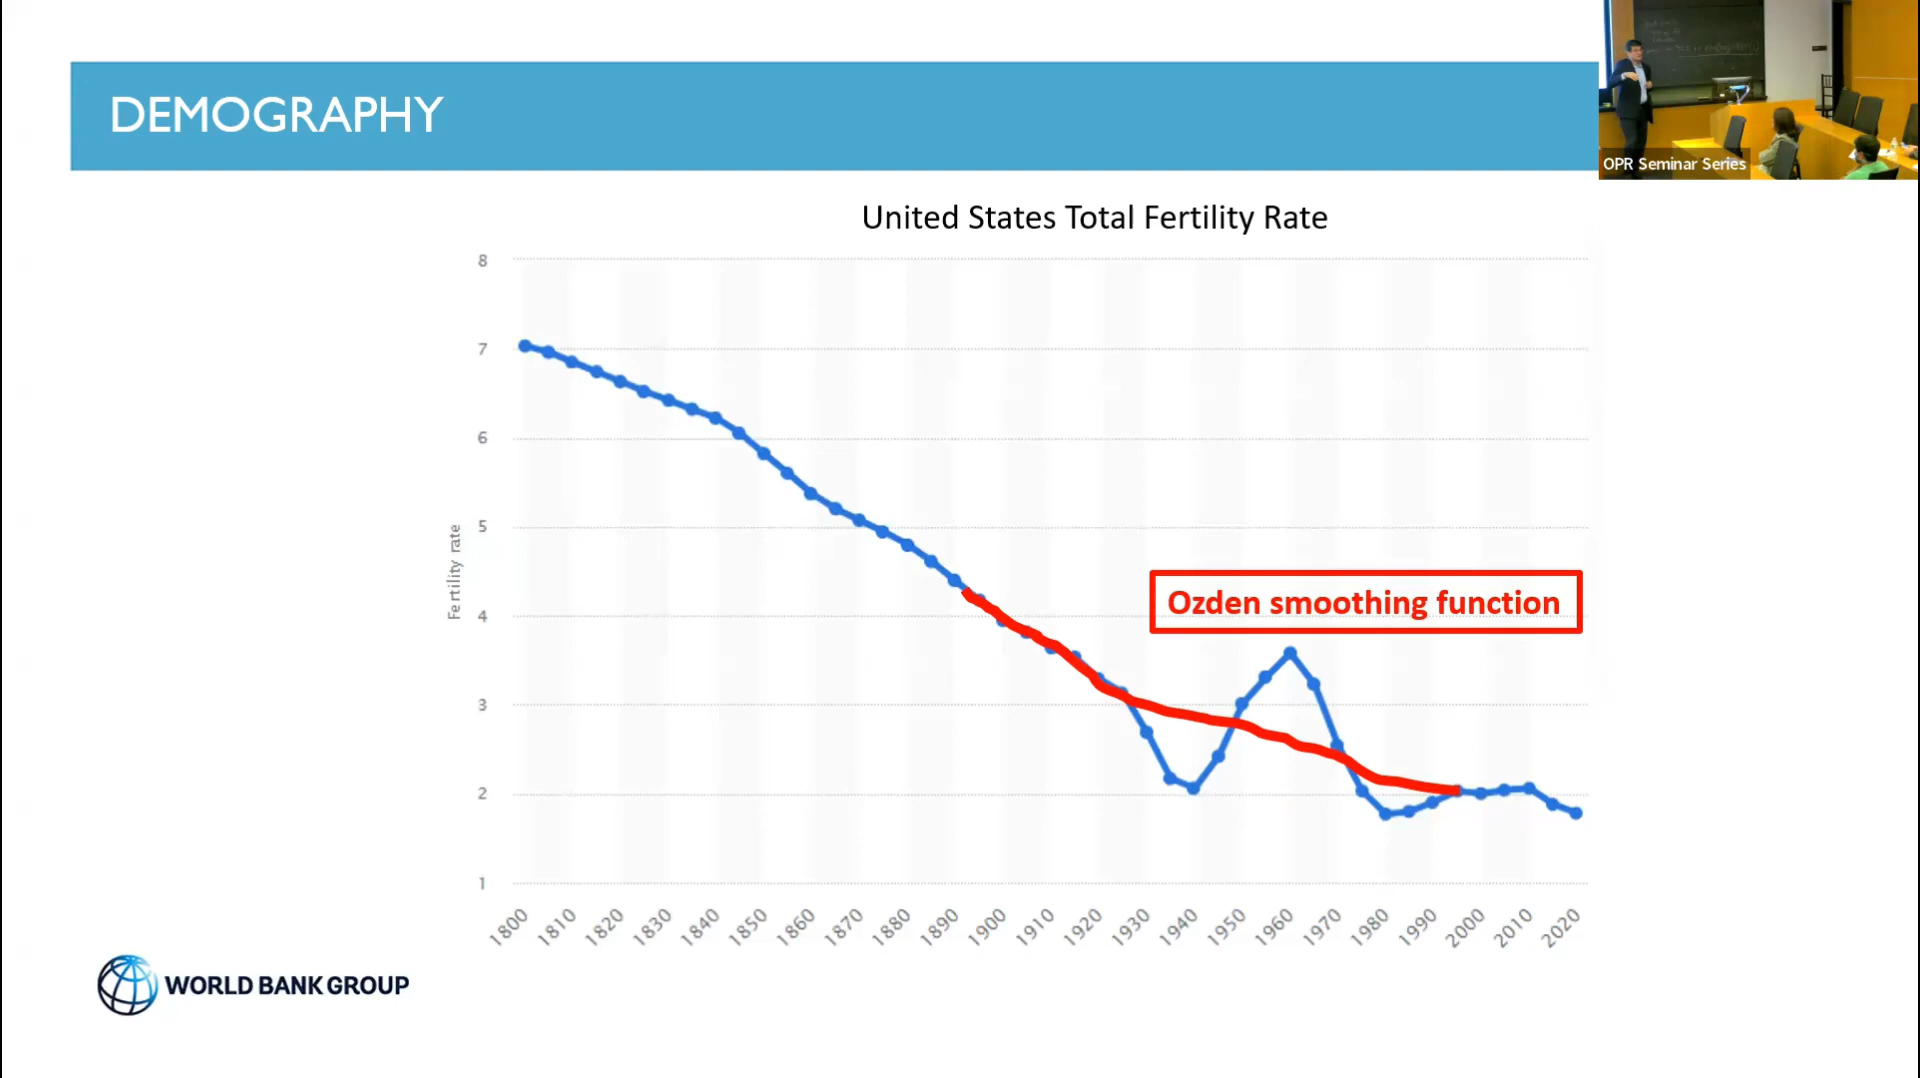 DEMOGRAPHY
OPR Seminar Series
United States Total Fertility Rate
8
7
6
5
4
3
2
1
Fertility rate
Ozden smoothing function
1800 1810 1820 1830 1840 1850 1860 1870 1880 1890 1900 1910 1920 1930 1940 1950 1960 1970 1980 1990 2000 2010 2020
WORLD BANK GROUP